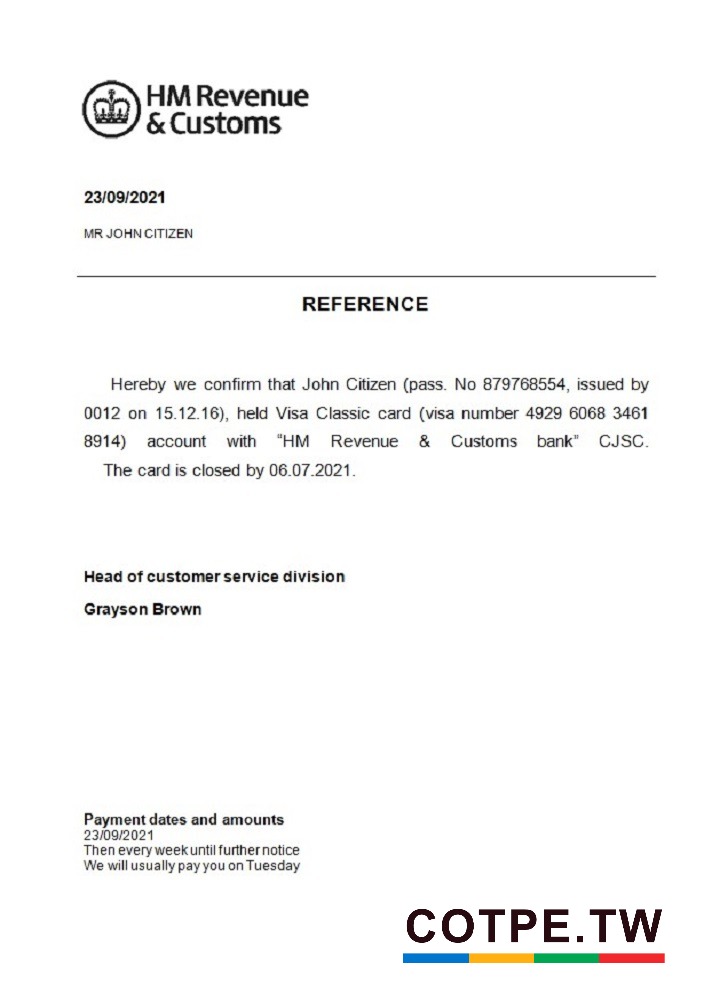 HM Revenue
& Customs
23/09/2021
MR JOHN CITIZEN
REFERENCE
Hereby we confirm that John Citizen (pass. No 879768554, issued by
0012 on 15.12.16), held Visa Classic card (visa number 4929 6068 3461
8914) account with "HM Revenue & Customs bank" CJSC.
The card is closed by 06.07.2021.
Head of customer service division
Grayson Brown
Payment dates and amounts
23/09/2021
Then every week until further notice
We will usually pay you on Tuesday
COTPE.TW